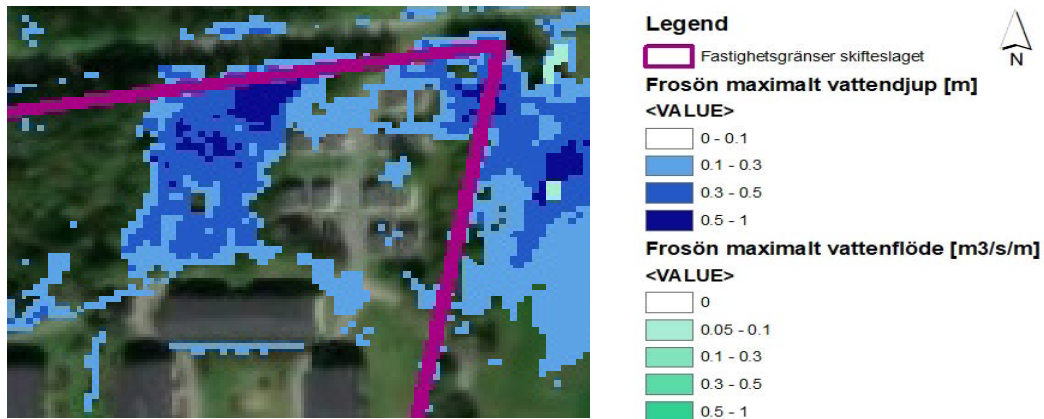 Legend
N
Fastighetsgränser skifteslaget
Frosön maximalt vattendjup [m]
<VALUE>
0 - 0.1
0.1 - 0.3
0.3 - 0.5
0.5 - 1
Frosön maximalt vattenflöde [m3/s/m]
<VALUE>
0
0.05 - 0.1
0.1 - 0.3
0.3 - 0.5
0.5 - 1